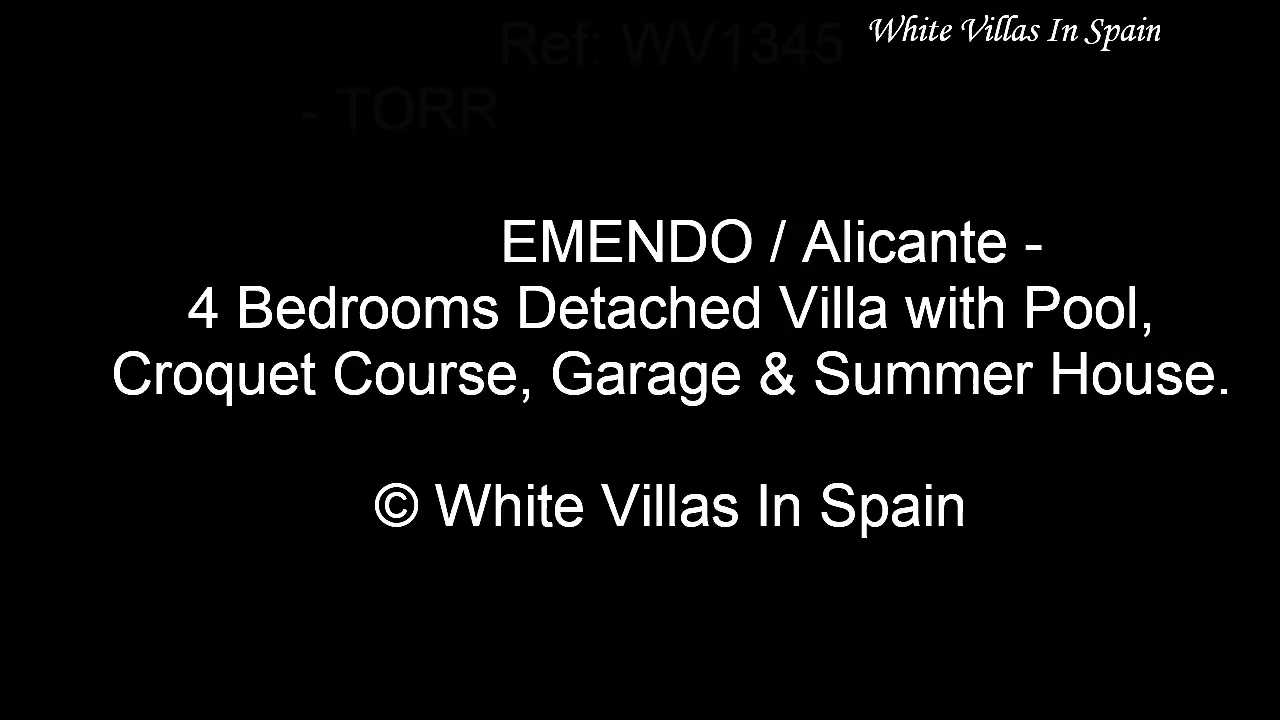 White Villas In Spain
Ref: WV1345
- TORR
EMENDO / Alicante -
4 Bedrooms Detached Villa with Pool,
Croquet Course, Garage & Summer House.
© White Villas In Spain